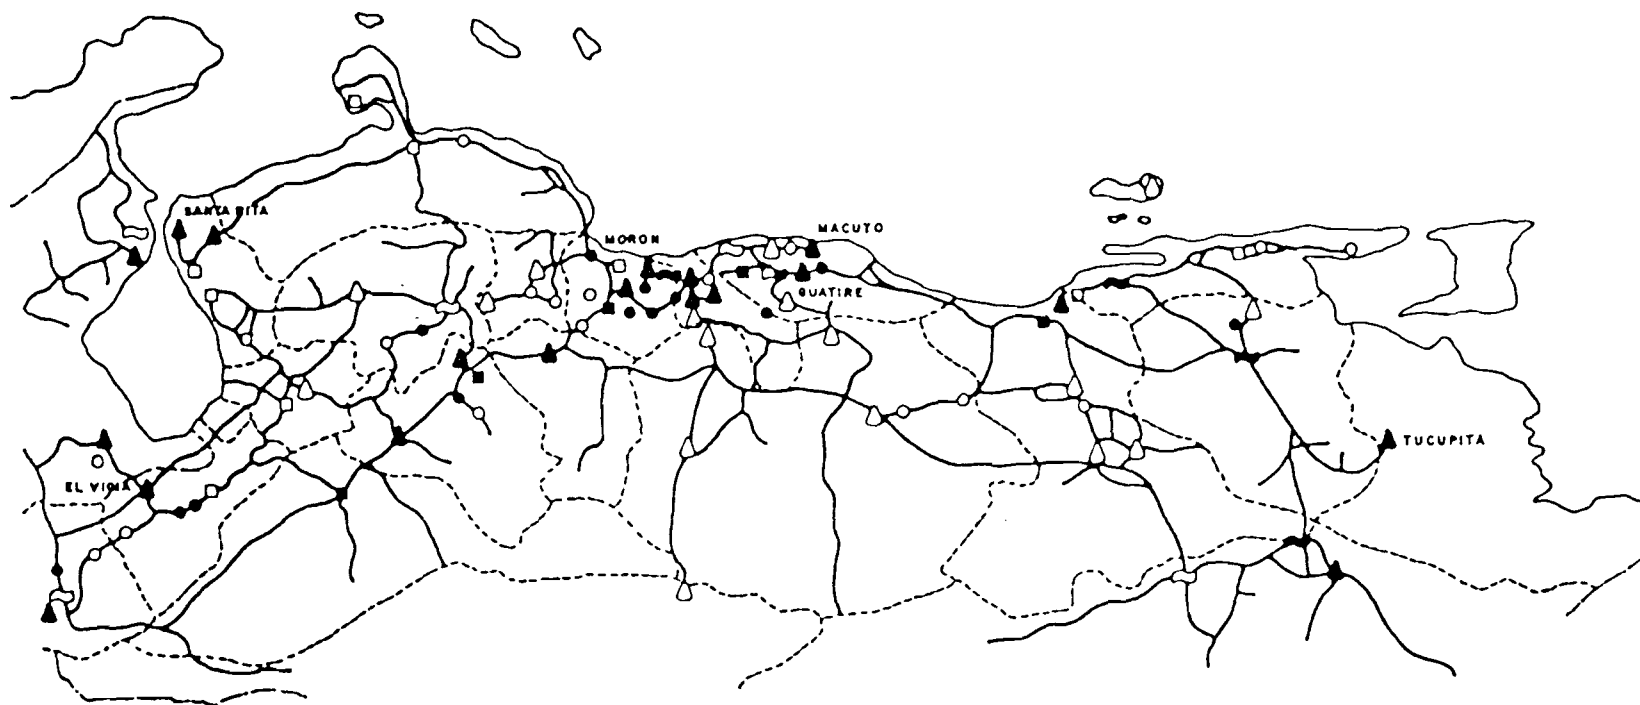 SANTA RITA
MORON
MACUTO
GUATIRE
TUCUPITA
EL VIGIA